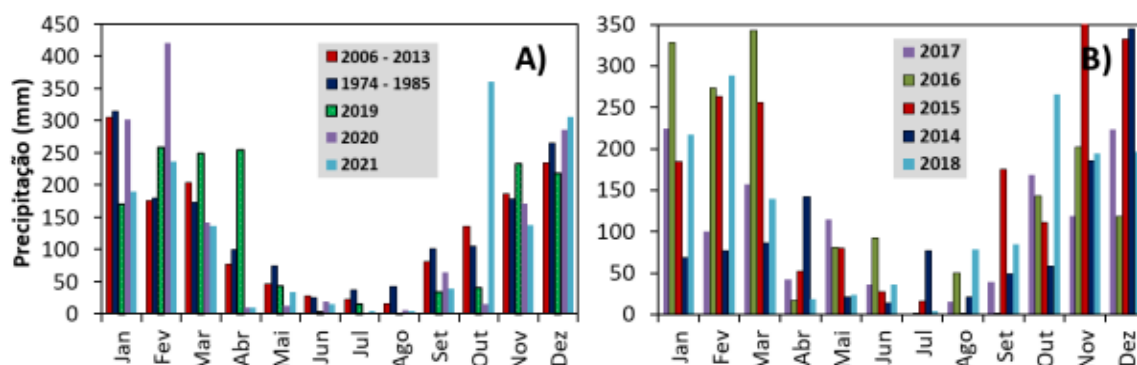 Precipitação (mm)
450
400
350
300
250
200
150
100
50
0
A)
2006 - 2013
1974 - 1985
2019
2020
2021
Jan
Fev
Mar
Abr
Mai
Jun
Jul
Ago
Set
Out
Nov
Dez
350
300
250
200
150
100
50
0
B)
2017
2016
2015
2014
2018
Jan
Fev
Mar
Abr
Mai
Jun
Jul
Ago
Set
Out
Nov
Dez